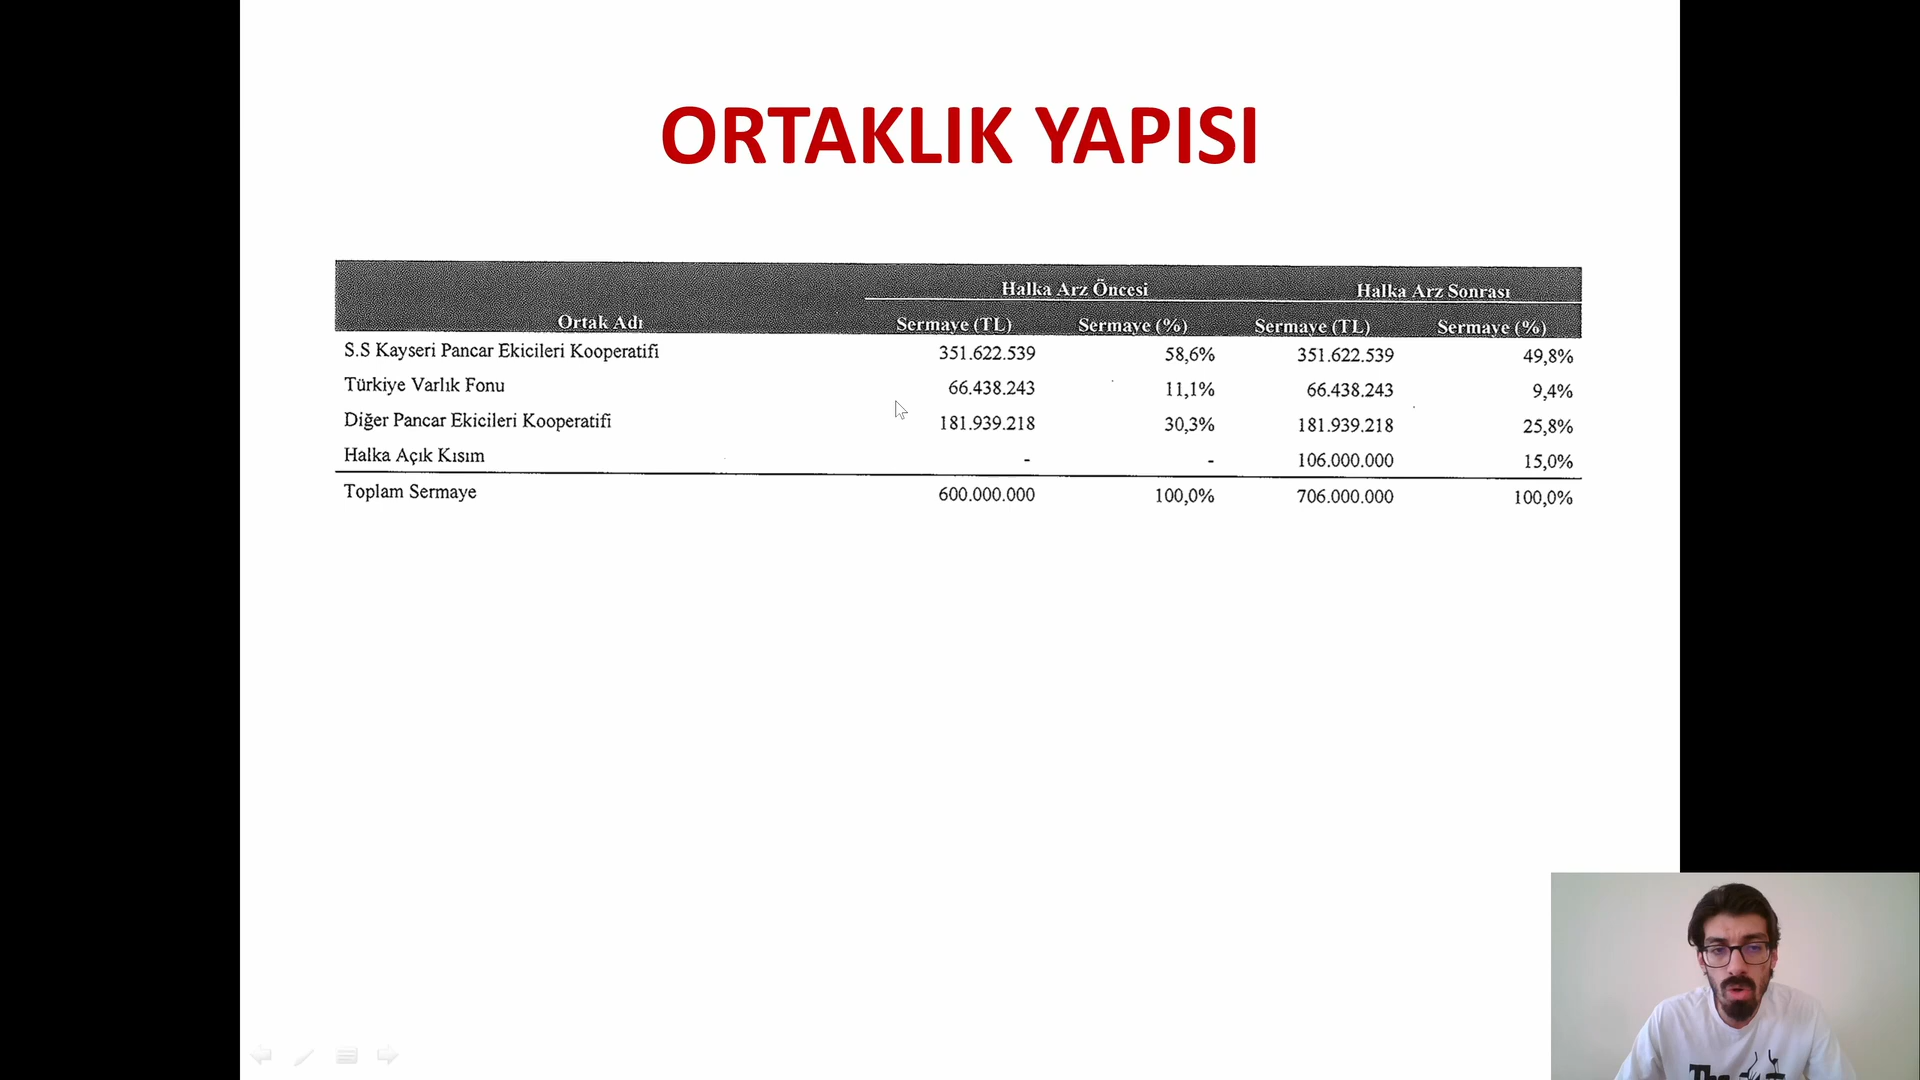 ORTAKLIK YAPISI
Halka Arz Öncesi Halka Arz Sonrası
Ortak Adı Sermaye (TL) Sermaye (%) Sermaye (TL) Sermaye (%)
S.S Kayseri Pancar Ekicileri Kooperatifi 351.622.539 58,6% 351.622.539 49,8%
Türkiye Varlık Fonu 66.438.243 11,1% 66.438.243 9,4%
Diğer Pancar Ekicileri Kooperatifi 181.939.218 30,3% 181.939.218 25,8%
Halka Açık Kısım - - 106.000.000 15,0%
Toplam Sermaye 600.000.000 100,0% 706.000.000 100,0%